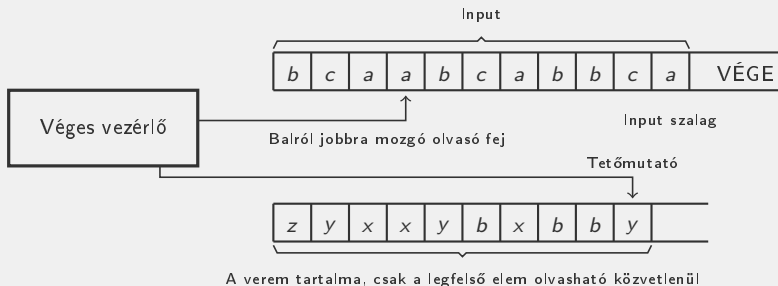 Input
b c a a b c a b b c a VÉGE
Véges vezérlő
Input szalag
Balról jobbra mozgó olvasó fej
Tetőmutató
z y x x y b x b b y
A verem tartalma, csak a legfelső elem olvasható közvetlenül